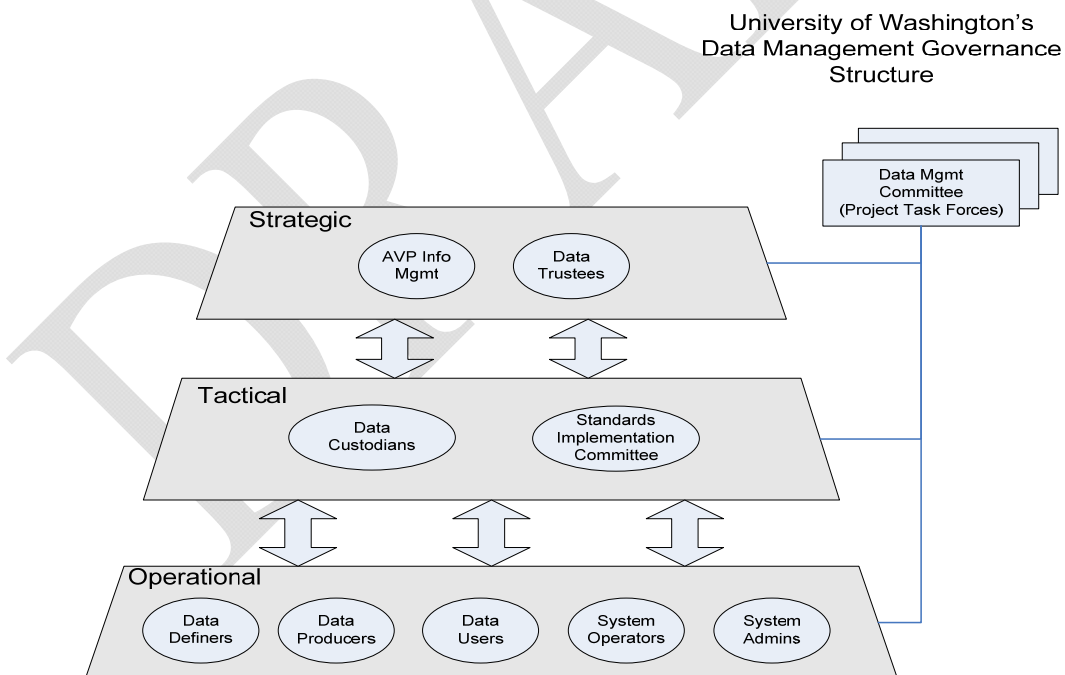 University of Washington's
Data Management Governance
Structure
Data Mgmt
Committee
(Project Task Forces)
Strategic
AVP Info
Mgmt
Data
Trustees
Tactical
Data
Custodians
Standards
Implementation
Committee
Operational
Data
Definers
Data
Producers
Data
Users
System
Operators
System
Admins
DRA